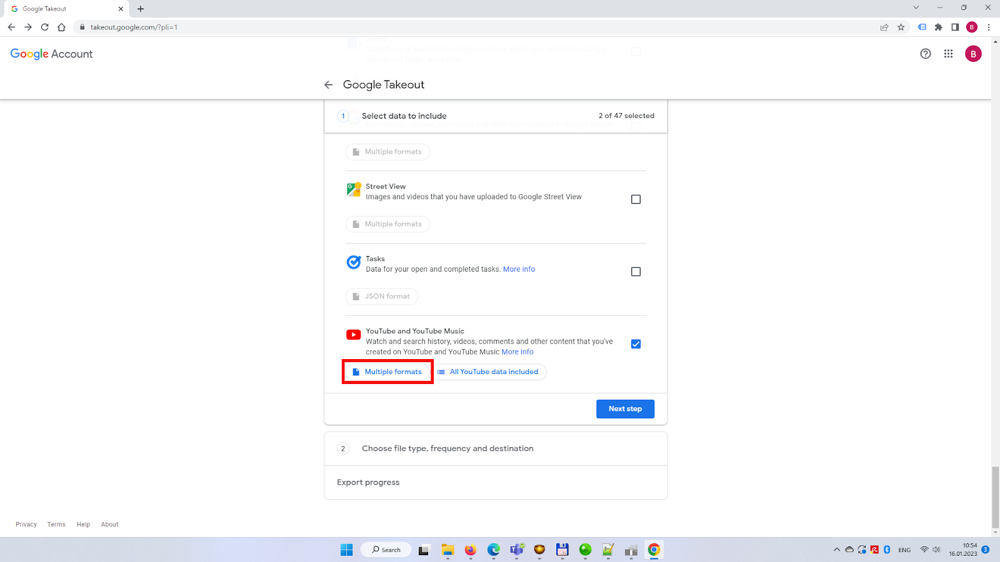 Google Takeout
takeout.google.com/?pli=1
B
Google Account
B
Google Takeout
1 Select data to include 2 of 47 selected
Multiple formats
Street View
Images and videos that you have uploaded to Google Street View
Multiple formats
Tasks
Data for your open and completed tasks. More info
JSON format
YouTube and YouTube Music
Watch and search history, videos, comments and other content that you've
created on YouTube and YouTube Music More info
Multiple formats All YouTube data included
Next step
2 Choose file type, frequency and destination
Export progress
Privacy Terms Help About
Search
ENG
10:54
16.01.2023
3